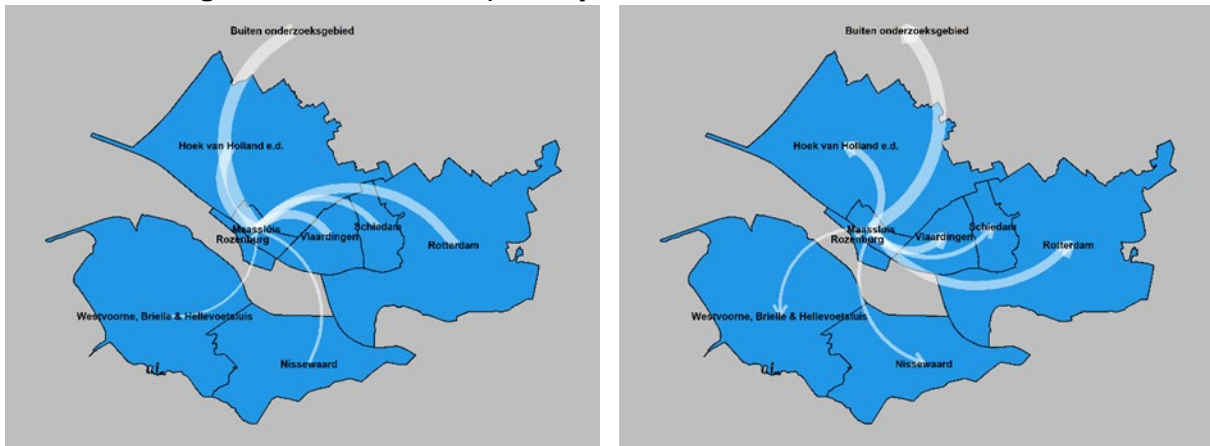 Buiten onderzoeksgebied
Hoek van Holland e.d.
Maassluis
Rozenburg
Vlaardingen
Schiedam
Rotterdam
Westvoorne, Brielle & Hellevoetsluis
Nissewaard
Buiten onderzoeksgebied
Hoek van Holland e.d.
Maassluis
Rozenburg
Vlaardingen
Schiedam
Rotterdam
Westvoorne, Brielle & Hellevoetsluis
Nissewaard